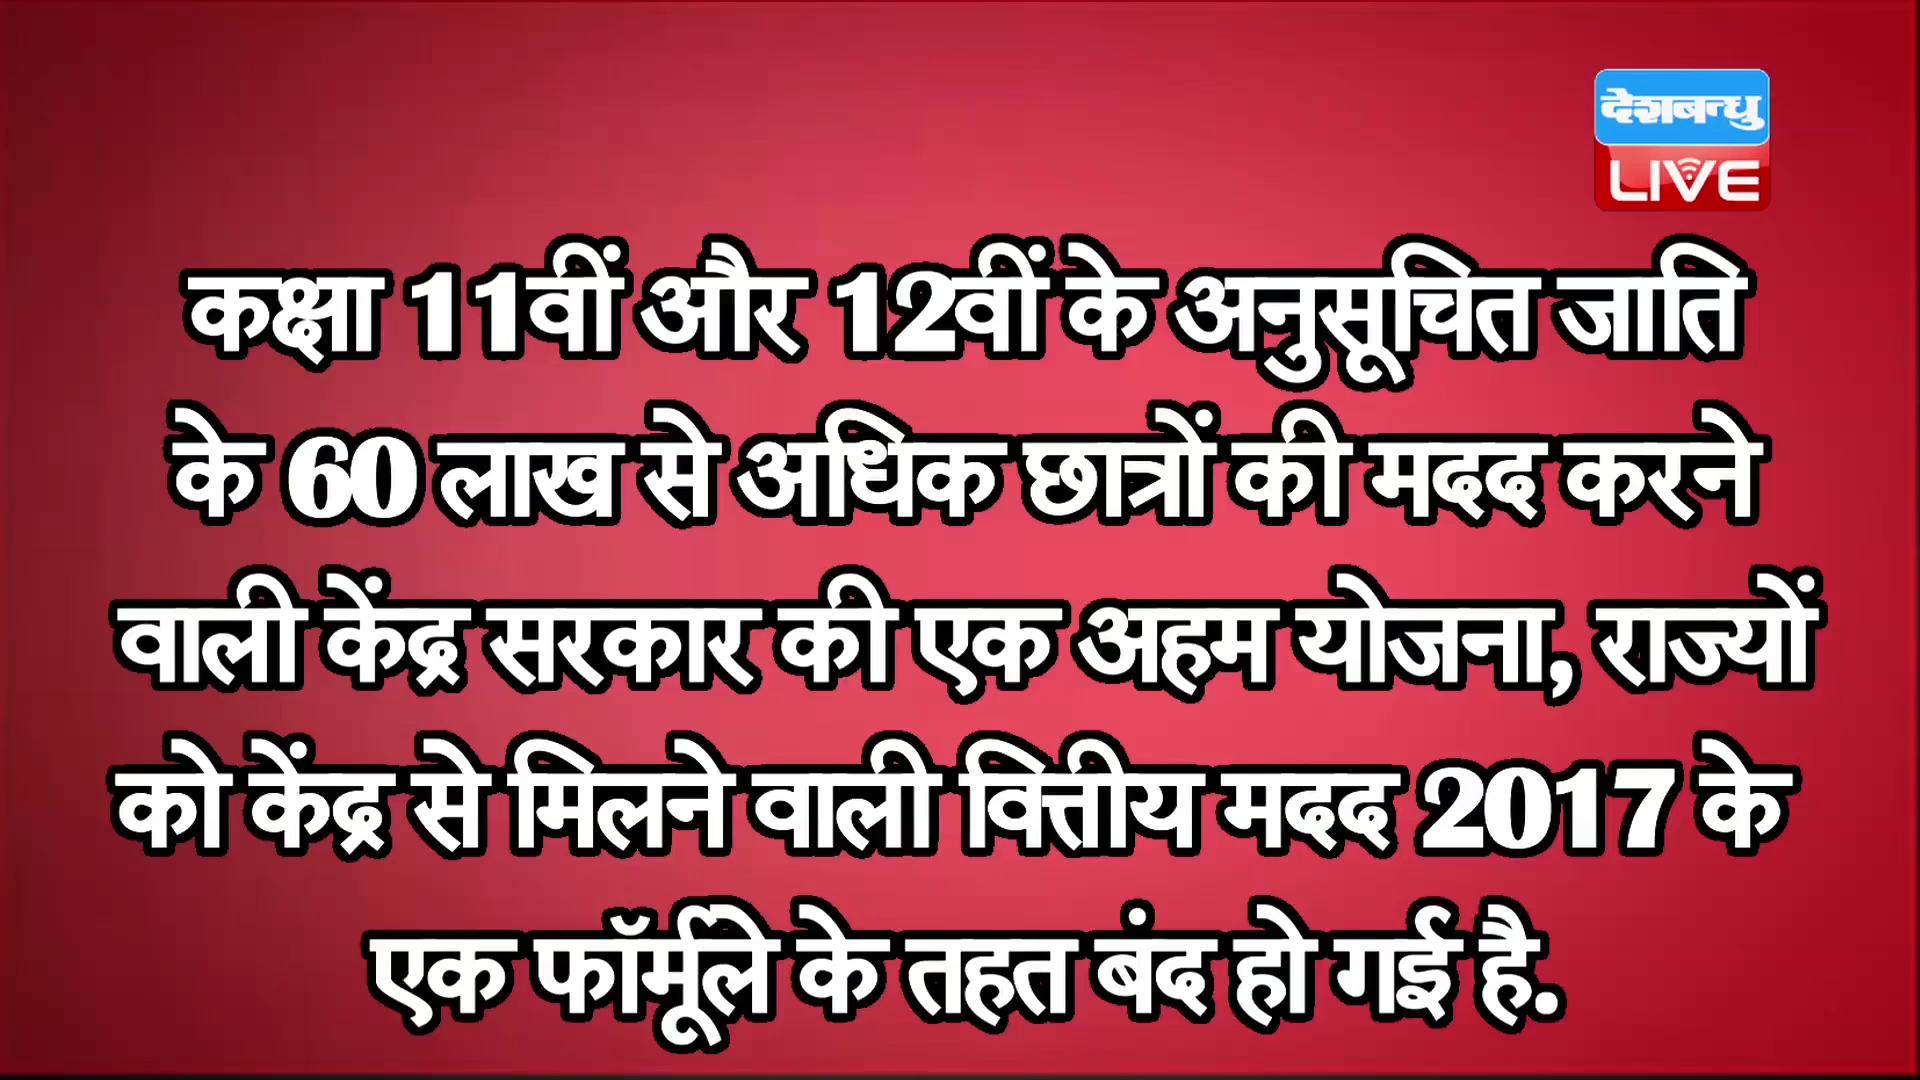 देशबन्धु
LIVE
कक्षा 11वीं और 12वीं के अनुसूचित जाति
के 60 लाख से अधिक छात्रों की मदद करने
वाली केंद्र सरकार की एक अहम योजना, राज्यों
को केंद्र से मिलने वाली वित्तीय मदद 2017 के
एक फॉर्मूले के तहत बंद हो गई है.